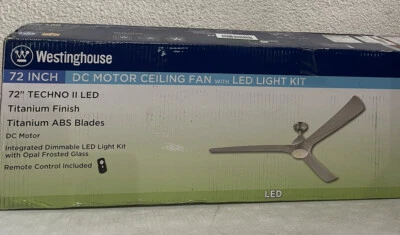 Westinghouse
72 INCH DC MOTOR CEILING FAN WITH LED LIGHT KIT
72" TECHNO II LED
Titanium Finish
Titanium ABS Blades
DC Motor
Integrated Dimmable LED Light Kit
with Opal Frosted Glass
Remote Control Included
LED